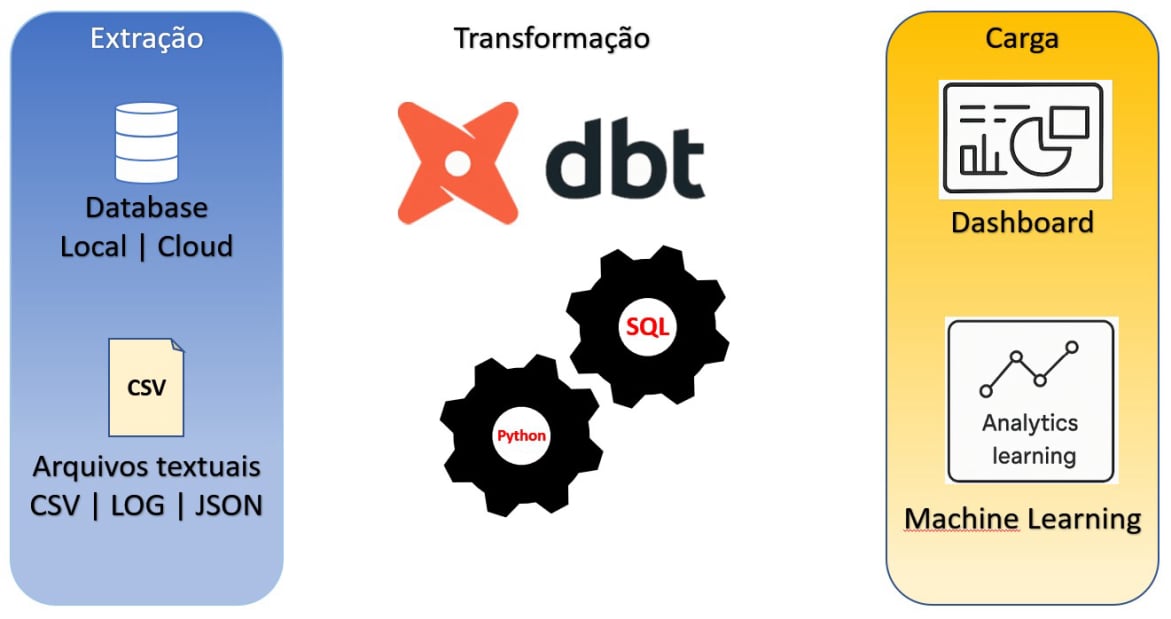 Extração
Database
Local | Cloud
CSV
Arquivos textuais
CSV | LOG | JSON
Transformação
dbt
SQL
Python
Carga
Dashboard
Analytics
learning
Machine Learning